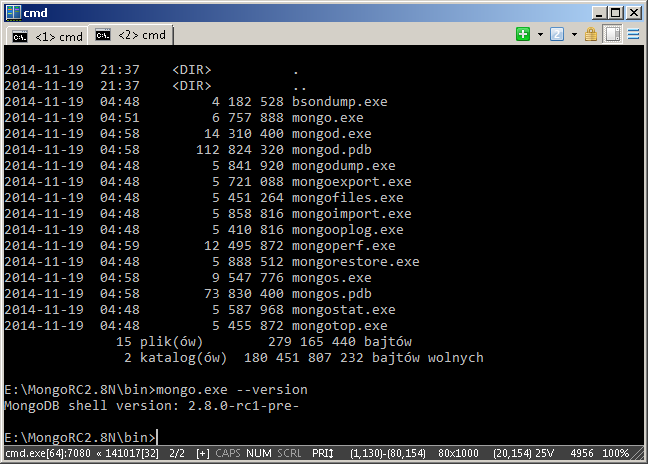 cmd
<1> cmd
<2> cmd
2014-11-19  21:37    <DIR>          .
2014-11-19  21:37    <DIR>          ..
2014-11-19  04:48         4 182 528 bsondump.exe
2014-11-19  04:51         6 757 888 mongo.exe
2014-11-19  04:58        14 310 400 mongod.exe
2014-11-19  04:58       112 824 320 mongod.pdb
2014-11-19  04:48         5 841 920 mongodump.exe
2014-11-19  04:48         5 721 088 mongoexport.exe
2014-11-19  04:48         5 451 264 mongofiles.exe
2014-11-19  04:48         5 858 816 mongoimport.exe
2014-11-19  04:48         5 410 816 mongooplog.exe
2014-11-19  04:59        12 495 872 mongoperf.exe
2014-11-19  04:48         5 888 512 mongorestore.exe
2014-11-19  04:58         9 547 776 mongos.exe
2014-11-19  04:58        73 830 400 mongos.pdb
2014-11-19  04:48         5 587 968 mongostat.exe
2014-11-19  04:48         5 455 872 mongotop.exe
15 plik(ów)         279 165 440 bajtów
2 katalog(ów)  180 451 807 232 bajtów wolnych
E:\MongoRC2.8N\bin>mongo.exe --version
MongoDB shell version: 2.8.0-rc1-pre-
E:\MongoRC2.8N\bin>
cmd.exe[64]:7080 « 141017[32] 2/2 [+] CAPS NUM SCRL PRI↕ (1,130)-(80,154) 80x1000 (20,154) 25V 4956 100%